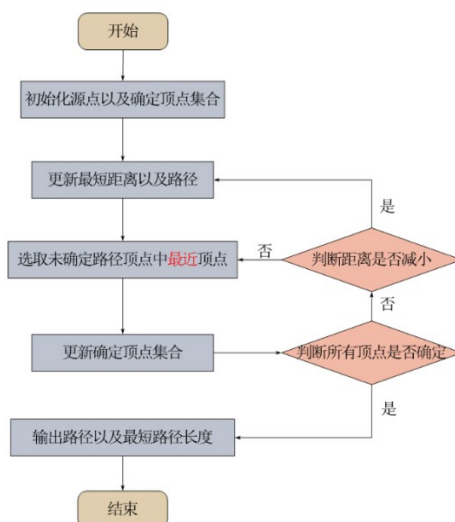 开始
初始化源点以及确定顶点集合
更新最短距离以及路径
是
选取未确定路径顶点中最近顶点
否
判断距离是否减小
否
更新确定顶点集合
判断所有顶点是否确定
是
输出路径以及最短路径长度
结束